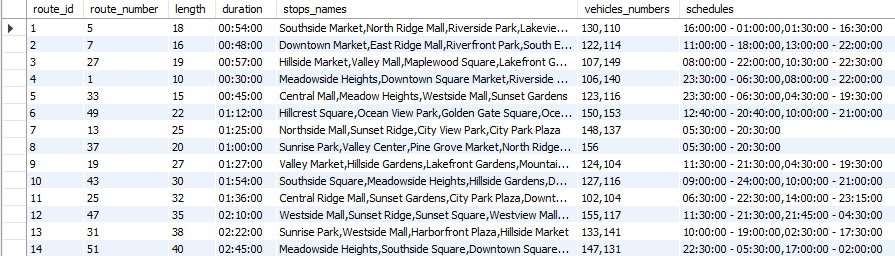 route_id route_number length duration stops_names vehicles_numbers schedules
1 5 18 00:54:00 Southside Market,North Ridge Mall,Riverside Park,Lakevie... 130,110 16:00:00 - 01:00:00,01:30:00 - 16:30:00
2 7 16 00:48:00 Downtown Market,East Ridge Mall,Riverfront Park,South E... 122,114 11:00:00 - 18:00:00,13:00:00 - 22:00:00
3 27 19 00:57:00 Hillside Market,Valley Mall,Maplewood Square,Lakefront G... 107,149 08:00:00 - 22:00:00,10:30:00 - 22:30:00
4 1 10 00:30:00 Meadowside Heights,Downtown Square Market,Riverside ... 106,140 23:30:00 - 06:30:00,08:00:00 - 22:00:00
5 33 15 00:45:00 Central Mall,Meadow Heights,Westside Mall,Sunset Gardens 123,116 23:30:00 - 06:30:00,04:30:00 - 19:30:00
6 49 22 01:12:00 Hillcrest Square,Ocean View Park,Golden Gate Square,Oce... 150,153 12:40:00 - 20:40:00,10:00:00 - 21:00:00
7 13 25 01:25:00 Northside Mall,Sunset Ridge,City View Park,City Park Plaza 148,137 05:30:00 - 20:30:00
8 37 20 01:00:00 Sunrise Park,Valley Center,Pine Grove Market,North Ridge... 156 05:30:00 - 20:30:00
9 19 27 01:27:00 Valley Market,Hillside Gardens,Lakefront Gardens,Mountai... 124,104 11:30:00 - 21:30:00,04:30:00 - 19:30:00
10 43 30 01:54:00 Southside Square,Meadowside Heights,Hillside Gardens,D... 127,116 09:00:00 - 24:00:00,10:00:00 - 21:00:00
11 25 32 01:36:00 Central Ridge Mall,Sunset Gardens,City Park Plaza,Downt... 102,104 06:30:00 - 22:30:00,14:00:00 - 23:15:00
12 47 35 02:10:00 Westside Mall,Sunset Ridge,Sunset Square,Westview Mall... 155,117 11:30:00 - 21:30:00,21:45:00 - 04:30:00
13 31 38 02:22:00 Sunrise Park,Westside Mall,Harborfront Plaza,Hillside Market 133,141 10:00:00 - 19:00:00,02:30:00 - 17:30:00
14 51 40 02:45:00 Meadowside Heights,Southside Square,Downtown Square... 147,131 22:30:00 - 05:30:00,17:00:00 - 02:00:00